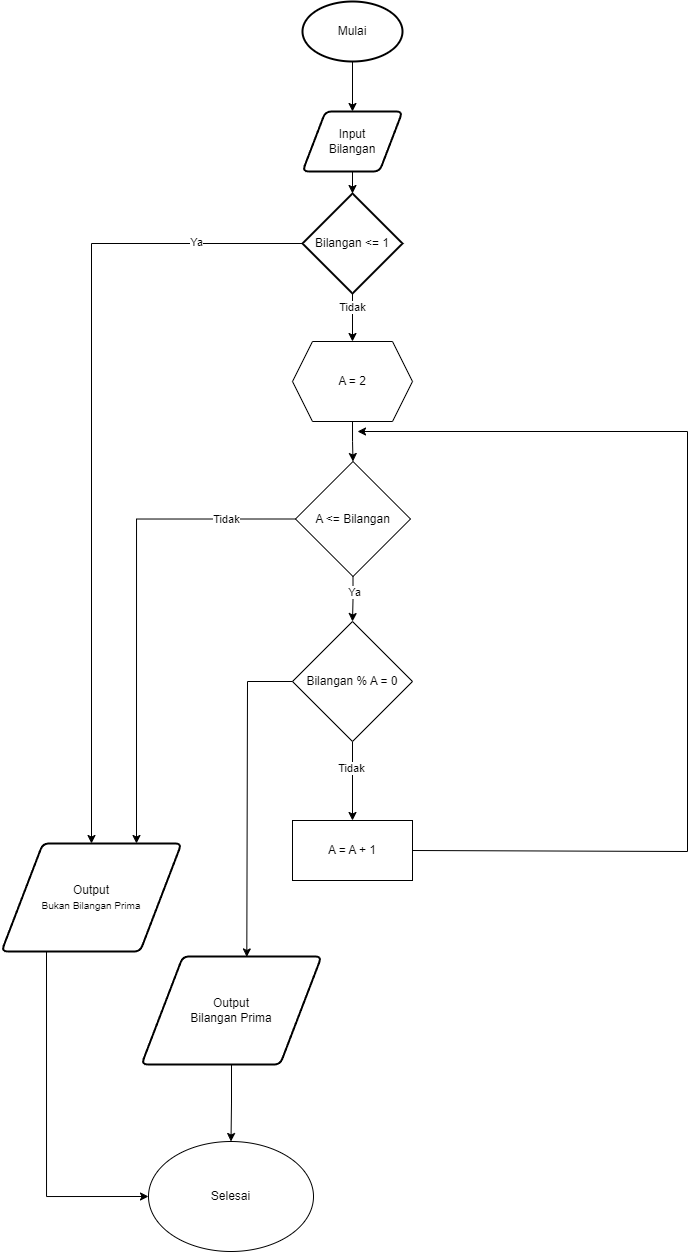 Mulai
Input
Bilangan
Bilangan <= 1
Ya
Tidak
A = 2
A <= Bilangan
Tidak
Ya
Bilangan % A = 0
Tidak
A = A + 1
Output
Bukan Bilangan Prima
Output
Bilangan Prima
Selesai